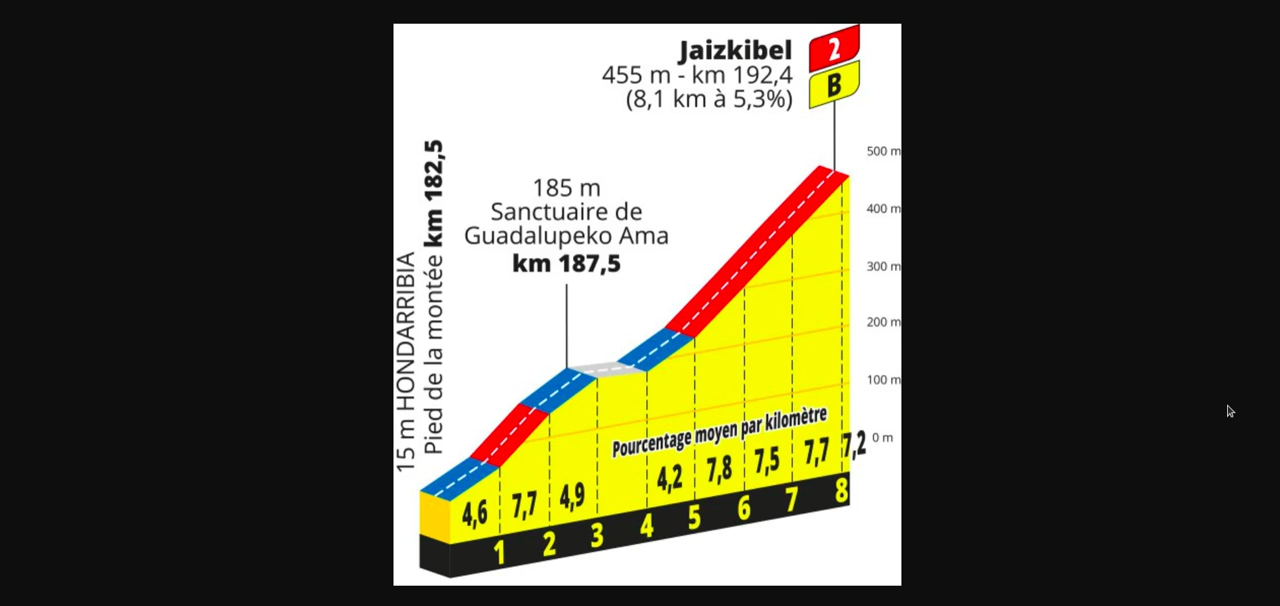 Jaizkibel
455 m - km 192,4
(8,1 km à 5,3%)
2
B
15 m HONDARRIBIA
Pied de la montée km 182,5
185 m
Sanctuaire de
Guadalupeko Ama
km 187,5
500 m
400 m
300 m
200 m
100 m
0 m
Pourcentage moyen par kilomètre
4,6 7,7 4,9 4,2 7,8 7,5 7,7 7,2
1 2 3 4 5 6 7 8